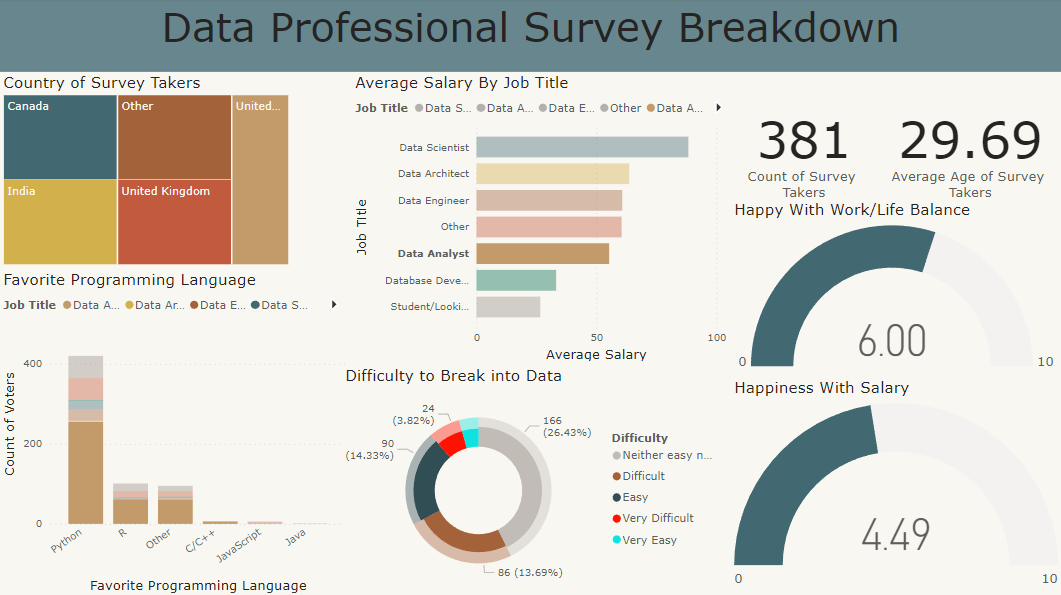 Data Professional Survey Breakdown
Country of Survey Takers
Canada
Other
United...
India
United Kingdom
Favorite Programming Language
Job Title Data A... Data Ar... Data E... Data S...
Count of Voters
400
200
0
Python
R
Other
C/C++
JavaScript
Java
Favorite Programming Language
Average Salary By Job Title
Job Title Data S... Data A... Data E... Other Data A...
Job Title
Data Scientist
Data Architect
Data Engineer
Other
Data Analyst
Database Deve...
Student/Looki...
0 50 100
Average Salary
Difficulty to Break into Data
24
(3.82%)
166
(26.43%)
90
(14.33%)
86 (13.69%)
Difficulty
Neither easy n...
Difficult
Easy
Very Difficult
Very Easy
381
Count of Survey
Takers
29.69
Average Age of Survey
Takers
Happy With Work/Life Balance
6.00
0 10
Happiness With Salary
4.49
0 10